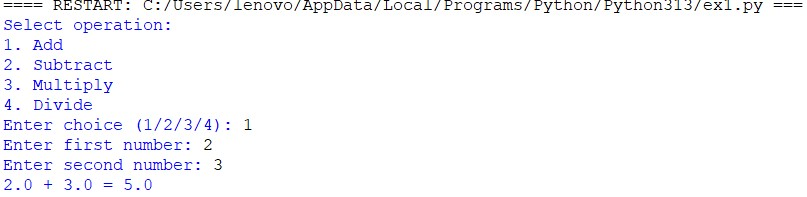 ==== RESTART: C:/Users/lenovo/AppData/Local/Programs/Python/Python313/ex1.py ===
Select operation:
1. Add
2. Subtract
3. Multiply
4. Divide
Enter choice (1/2/3/4): 1
Enter first number: 2
Enter second number: 3
2.0 + 3.0 = 5.0